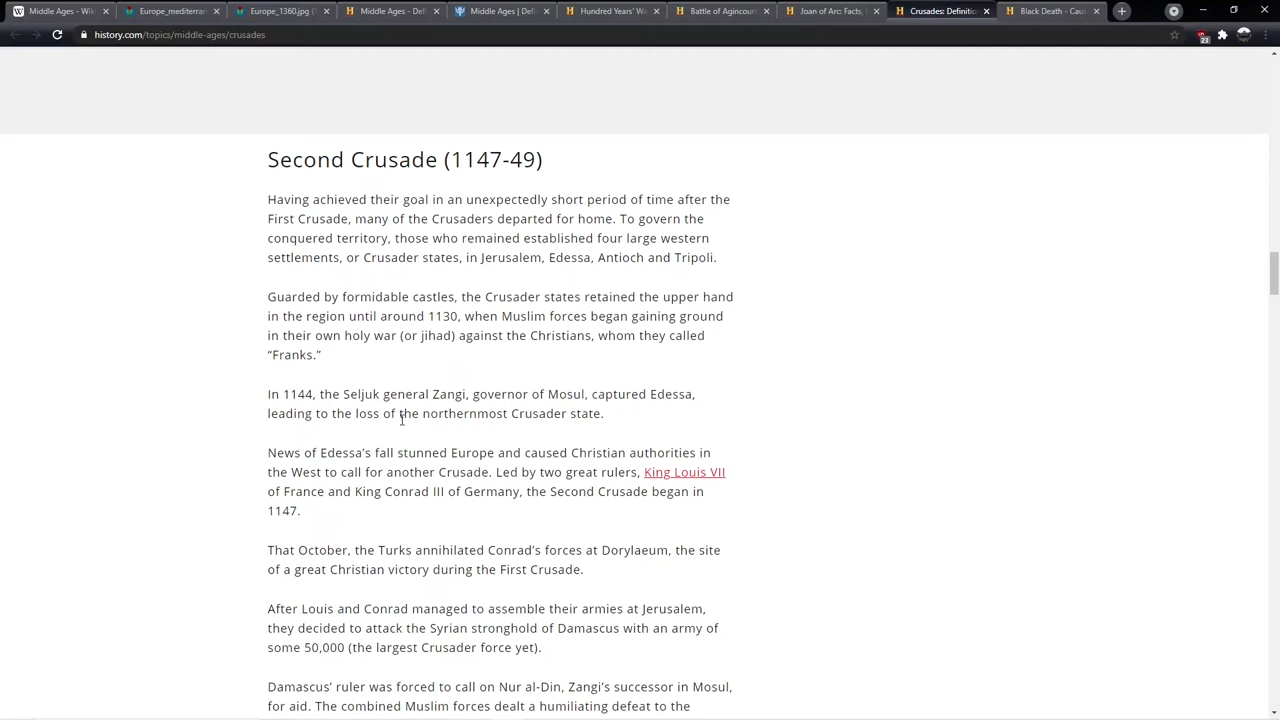 Middle Ages - Wiki
Europe_mediterran
Europe_1360.jpg (1
Middle Ages - Defi
Middle Ages | Defi
Hundred Years' Wa
Battle of Agincourt
Joan of Arc: Facts,
Crusades: Definitio
Black Death - Cau
history.com/topics/middle-ages/crusades
23
Second Crusade (1147-49)
Having achieved their goal in an unexpectedly short period of time after the
First Crusade, many of the Crusaders departed for home. To govern the
conquered territory, those who remained established four large western
settlements, or Crusader states, in Jerusalem, Edessa, Antioch and Tripoli.
Guarded by formidable castles, the Crusader states retained the upper hand
in the region until around 1130, when Muslim forces began gaining ground
in their own holy war (or jihad) against the Christians, whom they called
“Franks.”
In 1144, the Seljuk general Zangi, governor of Mosul, captured Edessa,
leading to the loss of the northernmost Crusader state.
News of Edessa’s fall stunned Europe and caused Christian authorities in
the West to call for another Crusade. Led by two great rulers, King Louis VII
of France and King Conrad III of Germany, the Second Crusade began in
1147.
That October, the Turks annihilated Conrad’s forces at Dorylaeum, the site
of a great Christian victory during the First Crusade.
After Louis and Conrad managed to assemble their armies at Jerusalem,
they decided to attack the Syrian stronghold of Damascus with an army of
some 50,000 (the largest Crusader force yet).
Damascus’ ruler was forced to call on Nur al-Din, Zangi’s successor in Mosul,
for aid. The combined Muslim forces dealt a humiliating defeat to the